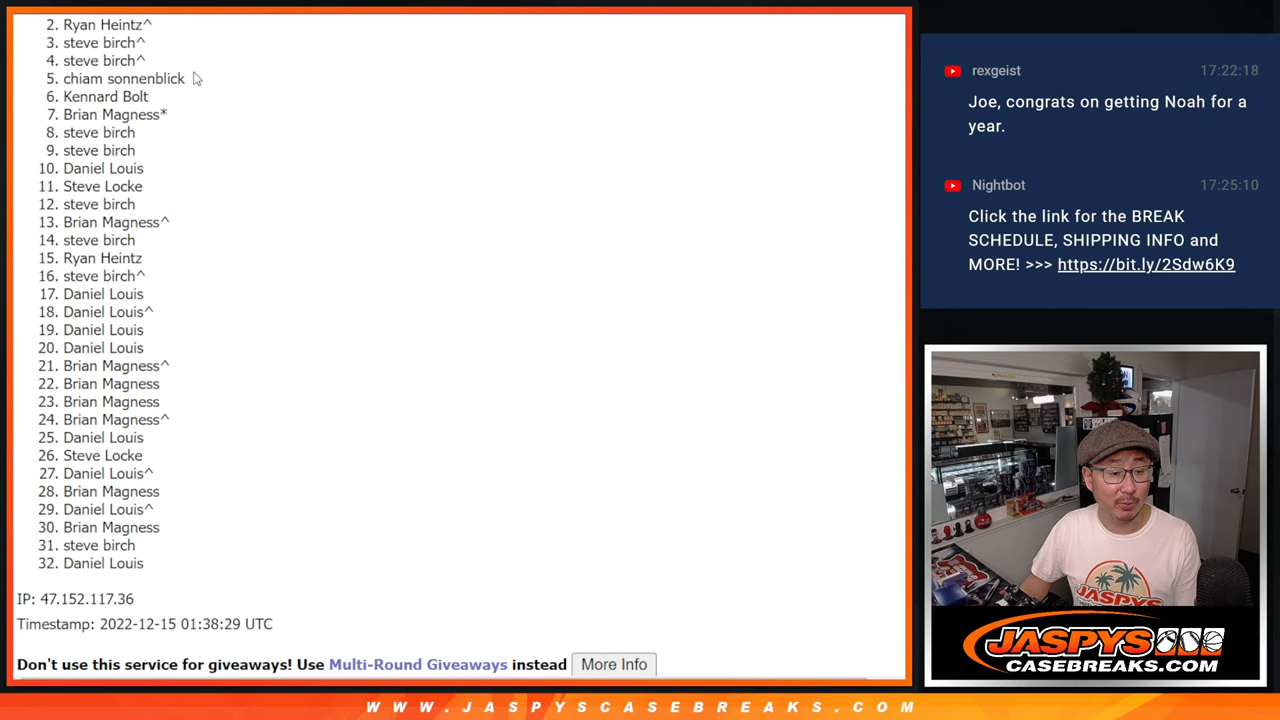 2. Ryan Heintz^
3. steve birch^
4. steve birch^
5. chiam sonnenblick
6. Kennard Bolt
7. Brian Magness*
8. steve birch
9. steve birch
10. Daniel Louis
11. Steve Locke
12. steve birch
13. Brian Magness^
14. steve birch
15. Ryan Heintz
16. steve birch^
17. Daniel Louis
18. Daniel Louis^
19. Daniel Louis
20. Daniel Louis
21. Brian Magness^
22. Brian Magness
23. Brian Magness
24. Brian Magness^
25. Daniel Louis
26. Steve Locke
27. Daniel Louis^
28. Brian Magness
29. Daniel Louis^
30. Brian Magness
31. steve birch
32. Daniel Louis
IP: 47.152.117.36
Timestamp: 2022-12-15 01:38:29 UTC
Don't use this service for giveaways! Use Multi-Round Giveaways instead More Info
rexgeist 17:22:18
Joe, congrats on getting Noah for a
year.
Nightbot 17:25:10
Click the link for the BREAK
SCHEDULE, SHIPPING INFO and
MORE! >>> https://bit.ly/2Sdw6K9
JASPYS
JASPYS
CASEBREAKS.COM
WWW.JASPYSCASEBREAKS.COM